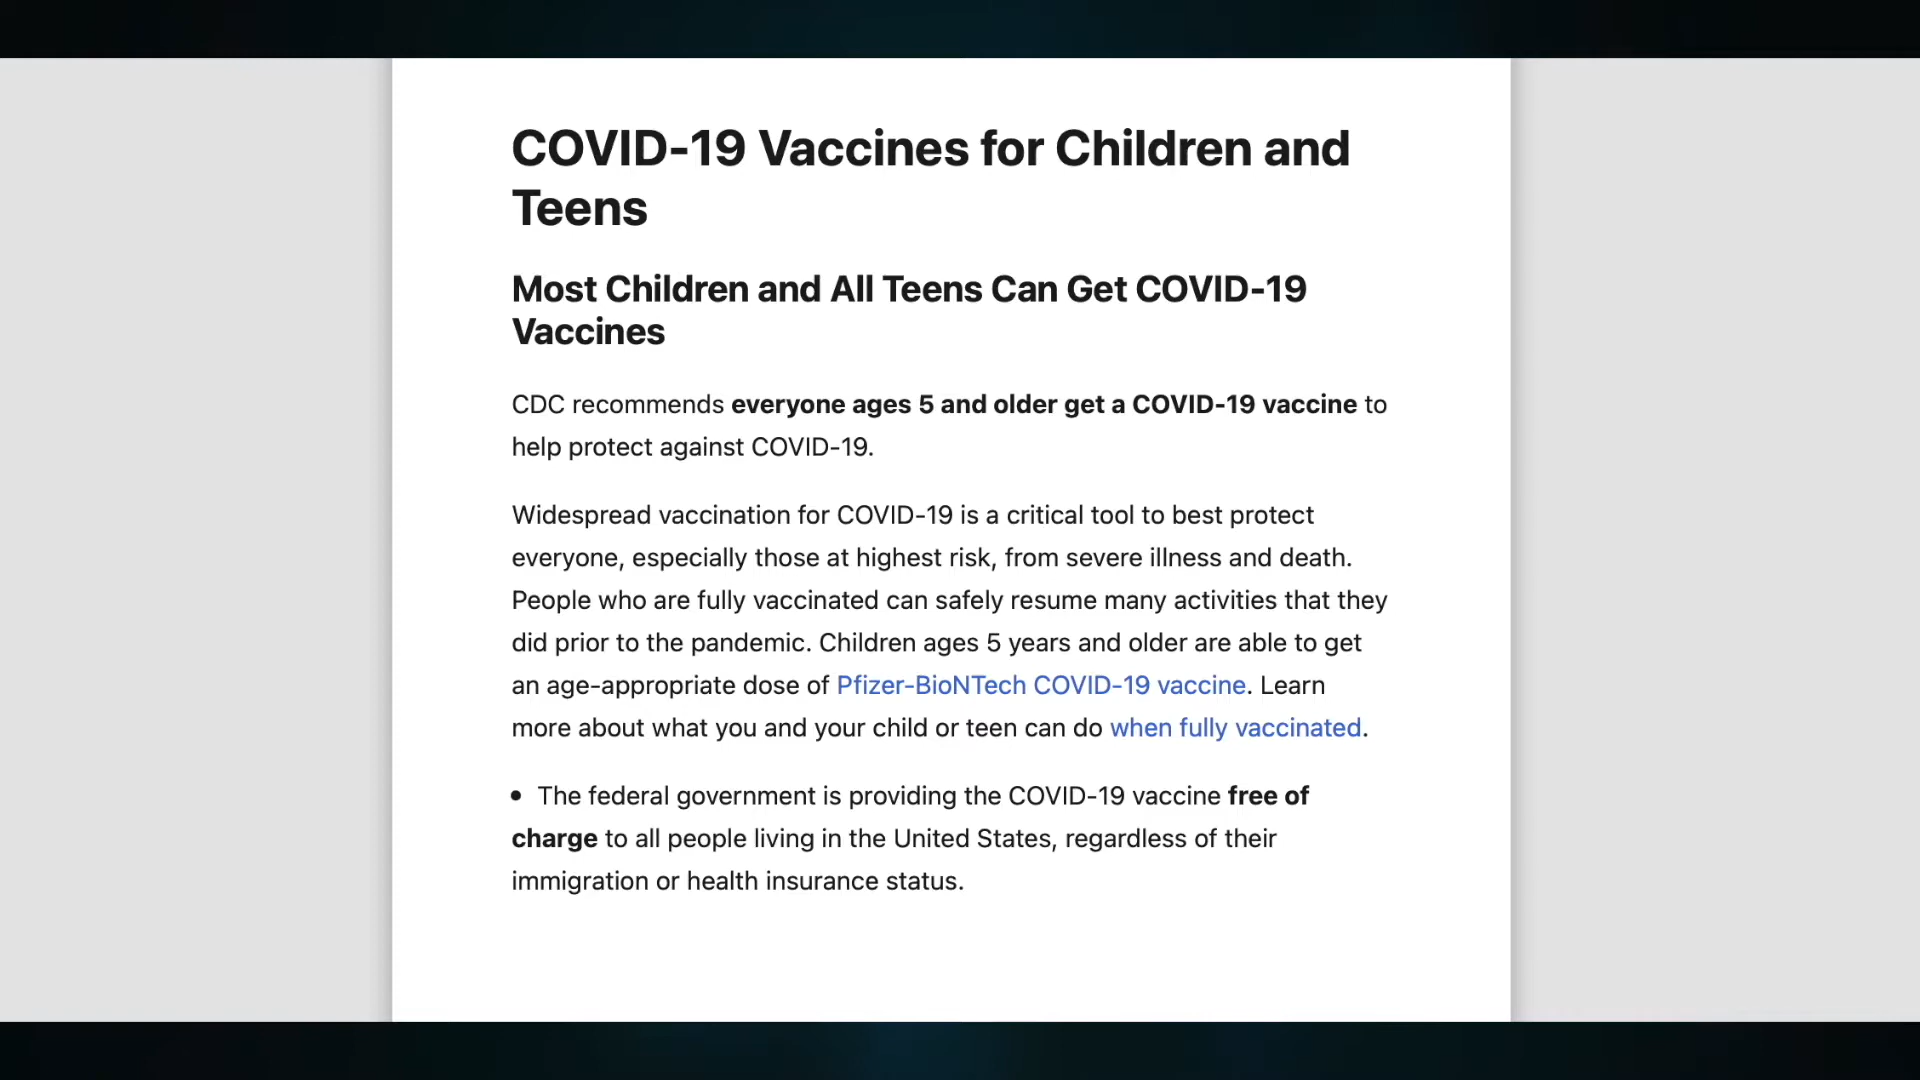 COVID-19 Vaccines for Children and
Teens
Most Children and All Teens Can Get COVID-19
Vaccines
CDC recommends everyone ages 5 and older get a COVID-19 vaccine to
help protect against COVID-19.
Widespread vaccination for COVID-19 is a critical tool to best protect
everyone, especially those at highest risk, from severe illness and death.
People who are fully vaccinated can safely resume many activities that they
did prior to the pandemic. Children ages 5 years and older are able to get
an age-appropriate dose of Pfizer-BioNTech COVID-19 vaccine. Learn
more about what you and your child or teen can do when fully vaccinated.
• The federal government is providing the COVID-19 vaccine free of
charge to all people living in the United States, regardless of their
immigration or health insurance status.